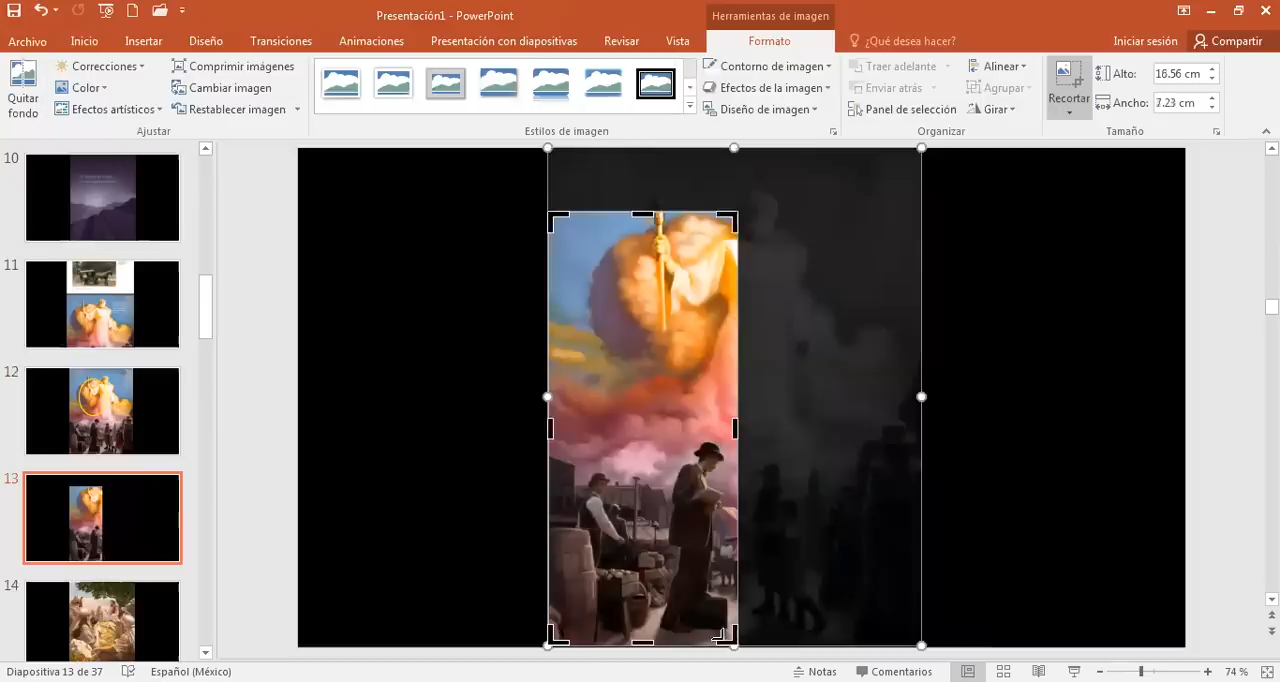 Presentación1 - PowerPoint
Herramientas de imagen
Archivo Inicio Insertar Diseño Transiciones Animaciones Presentación con diapositivas Revisar Vista Formato ¿Qué desea hacer? Iniciar sesión Compartir
Quitar fondo
Correcciones
Color
Efectos artísticos
Comprimir imágenes
Cambiar imagen
Restablecer imagen
Ajustar
Estilos de imagen
Contorno de imagen
Efectos de la imagen
Diseño de imagen
Traer adelante
Enviar atrás
Panel de selección
Alinear
Agrupar
Girar
Organizar
Recortar
Alto: 16.56 cm
Ancho: 7.23 cm
Tamaño
10
11
12
13
14
Diapositiva 13 de 37 Español (México) Notas Comentarios 74 %